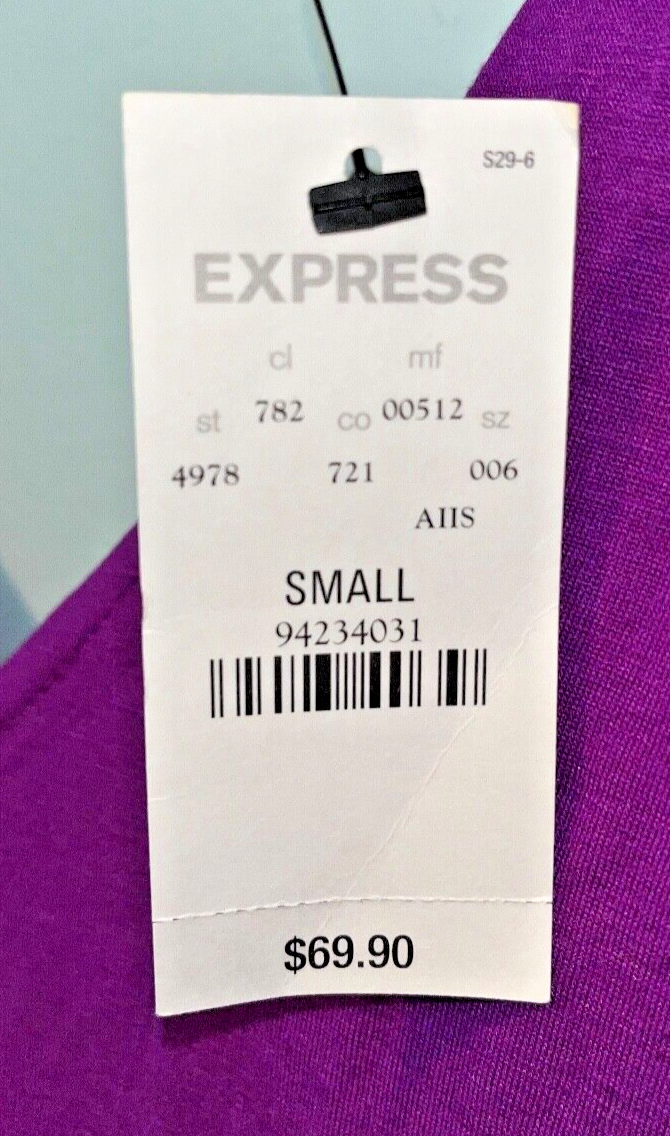 S29-6
EXPRESS
cl mf
st 782 co 00512 sz
4978 721 006
AIIS
SMALL
94234031
$69.90